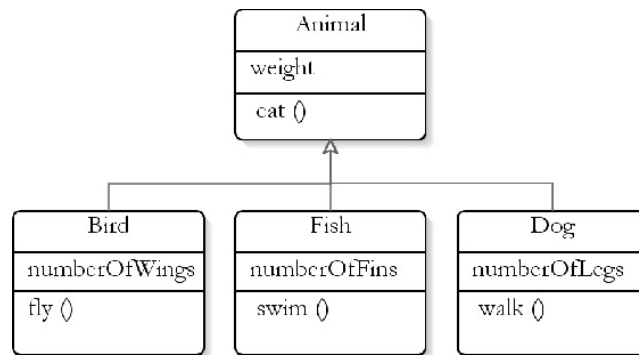 Animal
weight
eat ()
Bird
numberOfWings
fly ()
Fish
numberOfFins
swim ()
Dog
numberOfLegs
walk ()